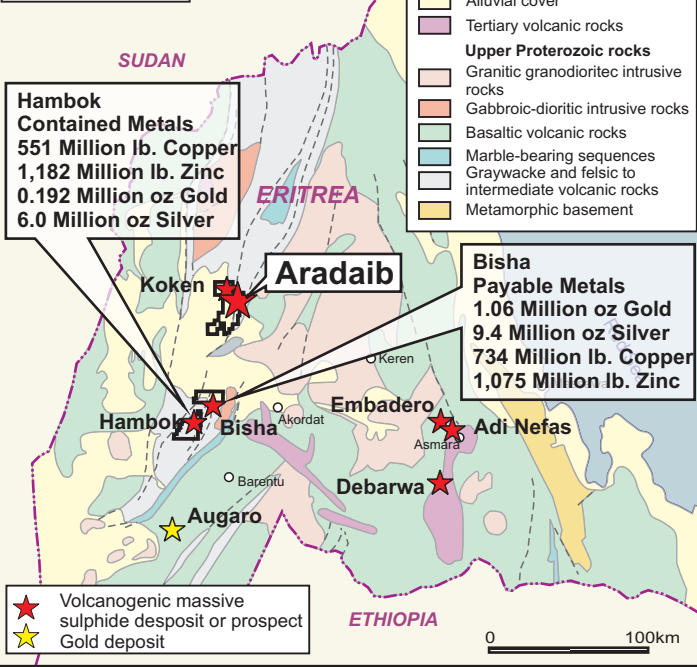 Alluvial cover
Tertiary volcanic rocks
Upper Proterozoic rocks
Granitic granodioritec intrusive
rocks
Gabbroic-dioritic intrusive rocks
Basaltic volcanic rocks
Marble-bearing sequences
Graywacke and felsic to
intermediate volcanic rocks
Metamorphic basement
SUDAN
Hambok
Contained Metals
551 Million lb. Copper
1,182 Million lb. Zinc
0.192 Million oz Gold
6.0 Million oz Silver
ERITREA
Koken
Aradaib
Bisha
Payable Metals
1.06 Million oz Gold
9.4 Million oz Silver
734 Million lb. Copper
1,075 Million lb. Zinc
Keren
Hambok
Bisha
Akordat
Embadero
Adi Nefas
Asmara
Barentu
Debarwa
Augaro
Volcanogenic massive
sulphide desposit or prospect
Gold deposit
ETHIOPIA
0
100km